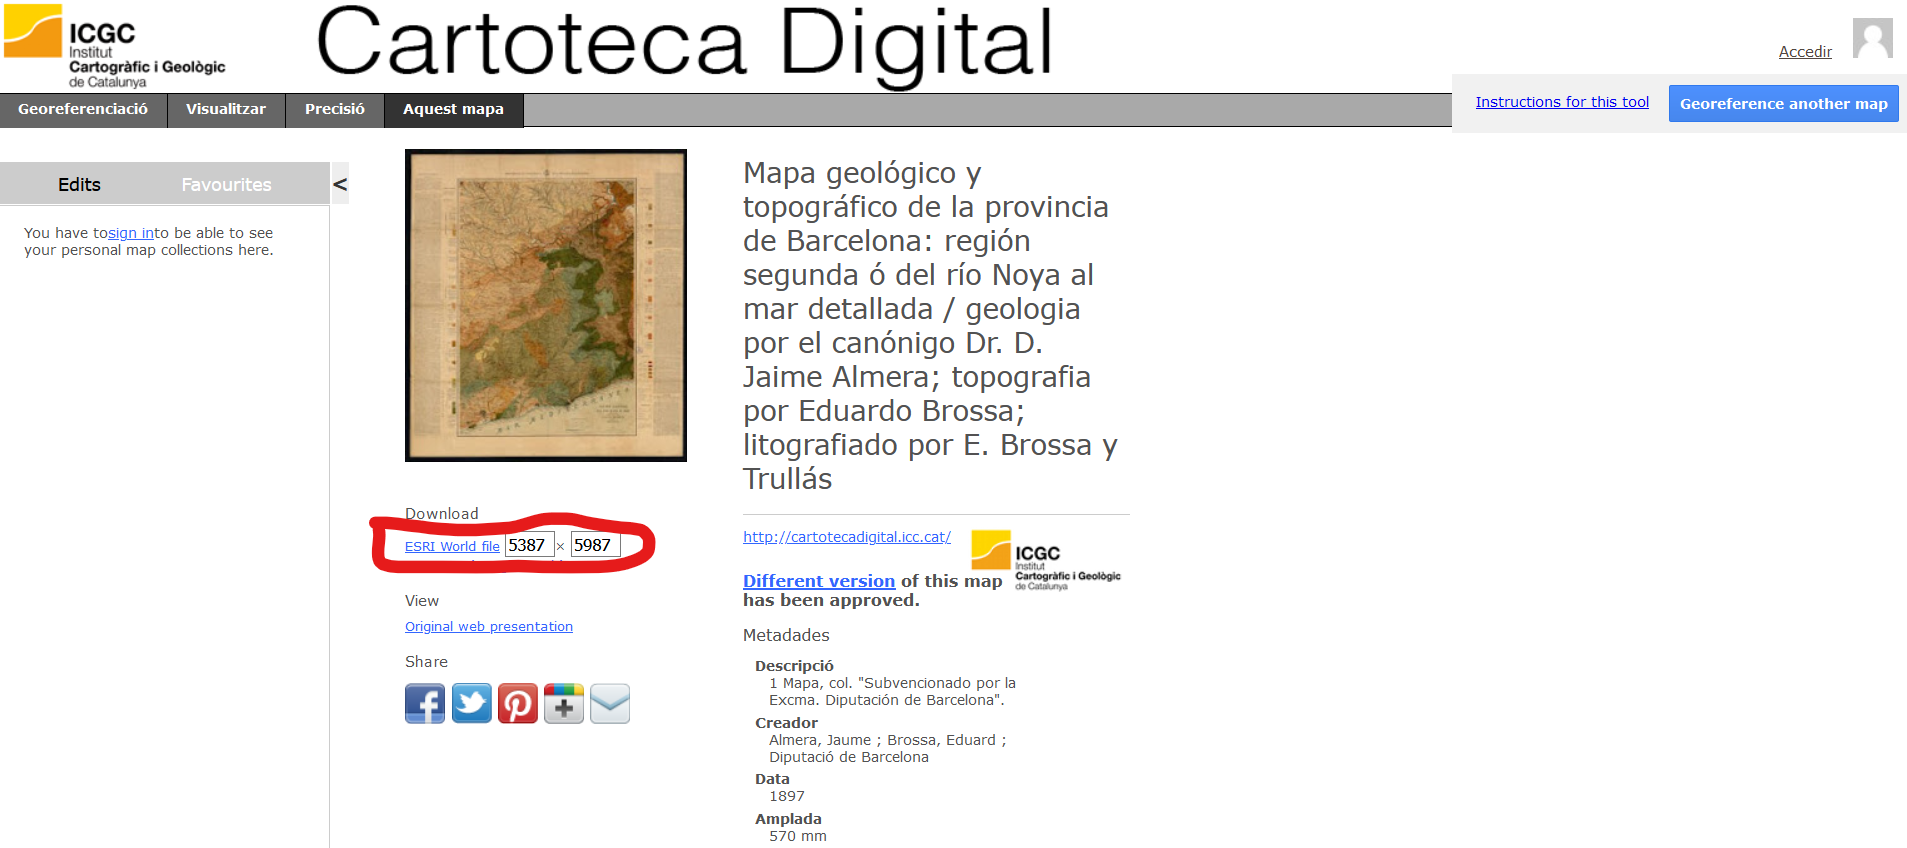 ICGC
Institut
Cartogràfic i Geològic
de Catalunya
Cartoteca Digital
Accedir
Georeferenciació
Visualitzar
Precisió
Aquest mapa
Instructions for this tool
Georeference another map
Edits
Favourites
<
You have tosign into be able to see
your personal map collections here.
Mapa geológico y
topográfico de la provincia
de Barcelona: región
segunda ó del río Noya al
mar detallada / geologia
por el canónigo Dr. D.
Jaime Almera; topografia
por Eduardo Brossa;
litografiado por E. Brossa y
Trullás
Download
ESRI World file 5387 × 5987
View
Original web presentation
Share
http://cartotecadigital.icc.cat/
ICGC
Institut
Cartogràfic i Geològic
de Catalunya
Different version of this map
has been approved.
Metadades
Descripció
1 Mapa, col. "Subvencionado por la
Excma. Diputación de Barcelona".
Creador
Almera, Jaume ; Brossa, Eduard ;
Diputació de Barcelona
Data
1897
Amplada
570 mm